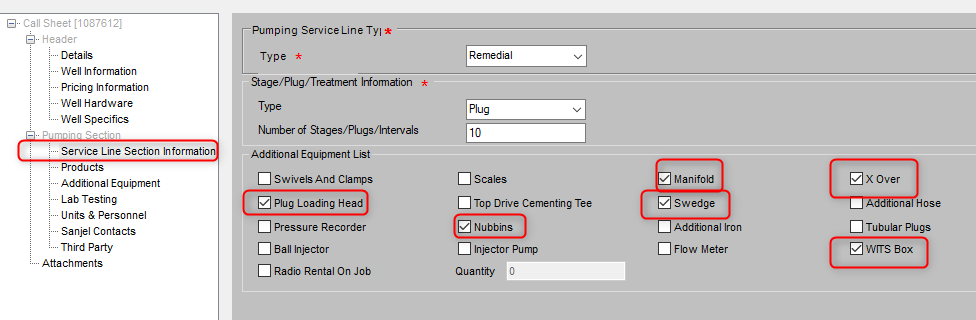 Call Sheet [1087612]
Header
Details
Well Information
Pricing Information
Well Hardware
Well Specifics
Pumping Section
Service Line Section Information
Products
Additional Equipment
Lab Testing
Units & Personnel
Sanjel Contacts
Third Party
Attachments
Pumping Service Line Ty *
Type * Remedial
Stage/Plug/Treatment Information *
Type Plug
Number of Stages/Plugs/Intervals 10
Additional Equipment List
Swivels And Clamps Scales Manifold X Over
Plug Loading Head Top Drive Cementing Tee Swedge Additional Hose
Pressure Recorder Nubbins Additional Iron Tubular Plugs
Ball Injector Injector Pump Flow Meter WITS Box
Radio Rental On Job Quantity 0